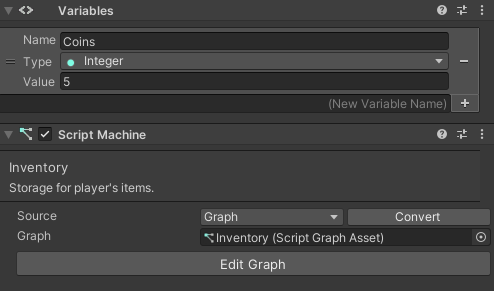 Variables
Name Coins
Type Integer
Value 5
(New Variable Name)
Script Machine
Inventory
Storage for player's items.
Source Graph Convert
Graph Inventory (Script Graph Asset)
Edit Graph